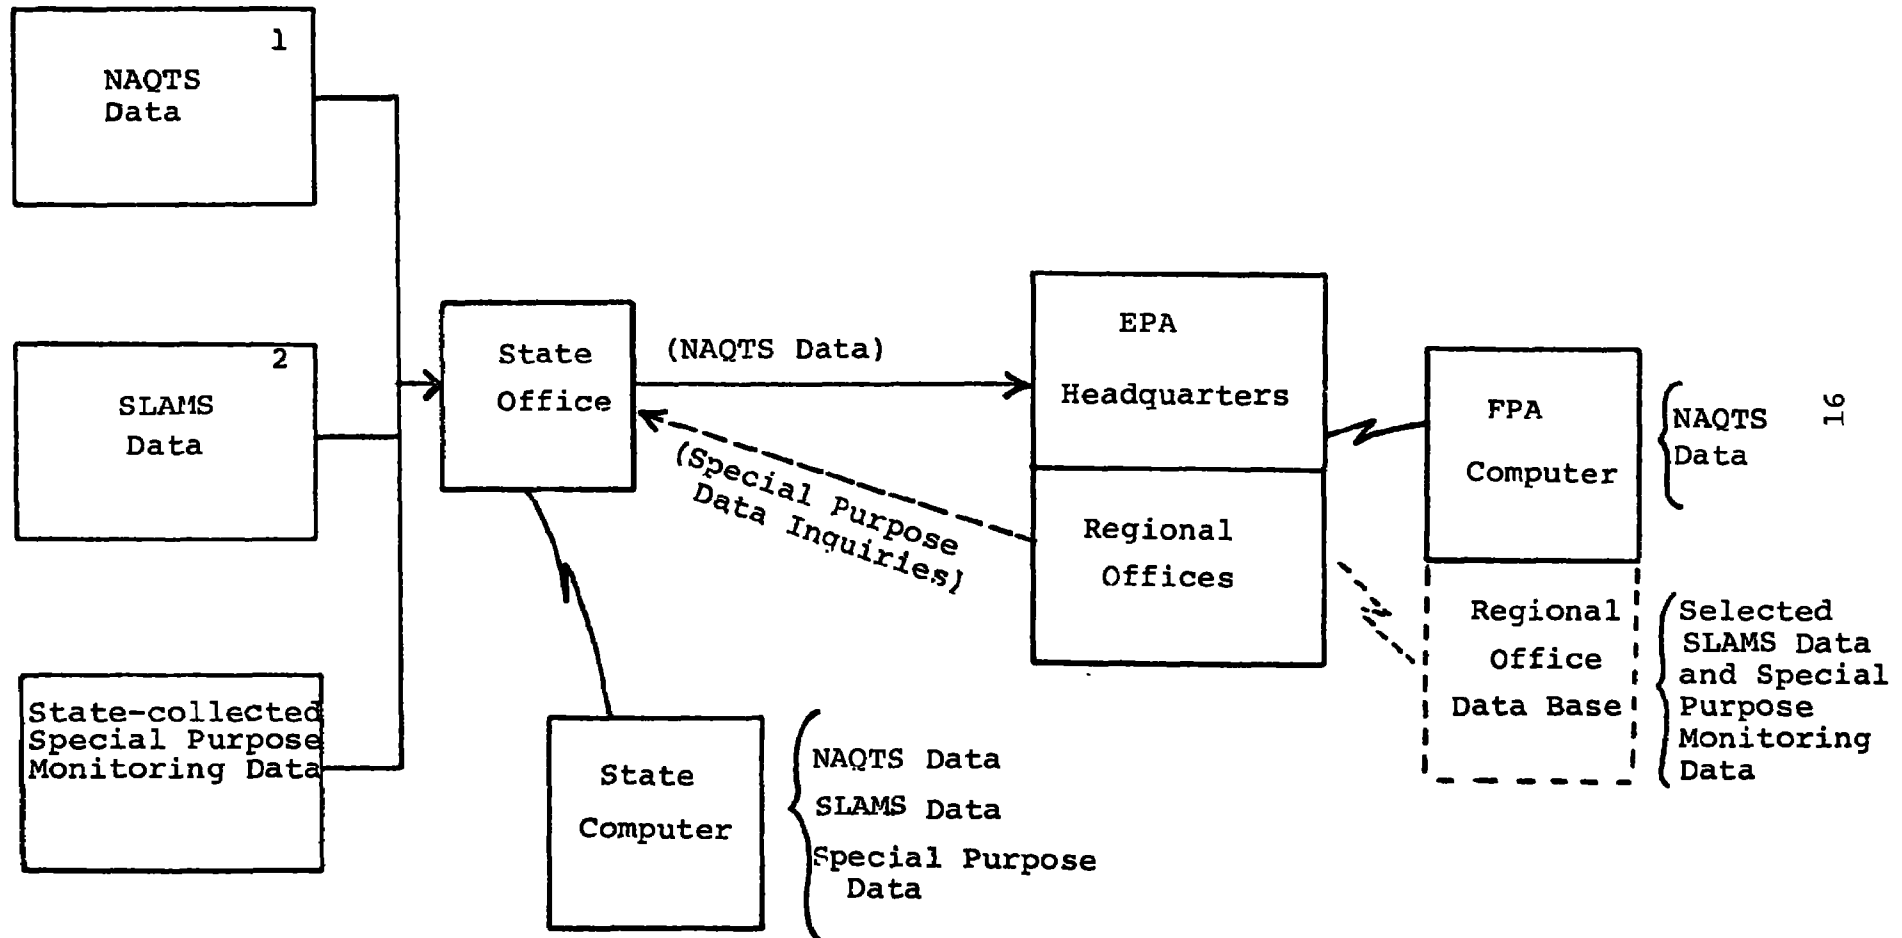 1
NAQTS
Data
2
SLAMS
Data
State-collected
Special Purpose
Monitoring Data
State
Office
(NAQTS Data)
(Special Purpose
Data Inquiries)
State
Computer
NAQTS Data
SLAMS Data
Special Purpose
Data
EPA
Headquarters
Regional
Offices
FPA
Computer
NAQTS
Data
Regional
Office
Data Base
Selected
SLAMS Data
and Special
Purpose
Monitoring
Data
16